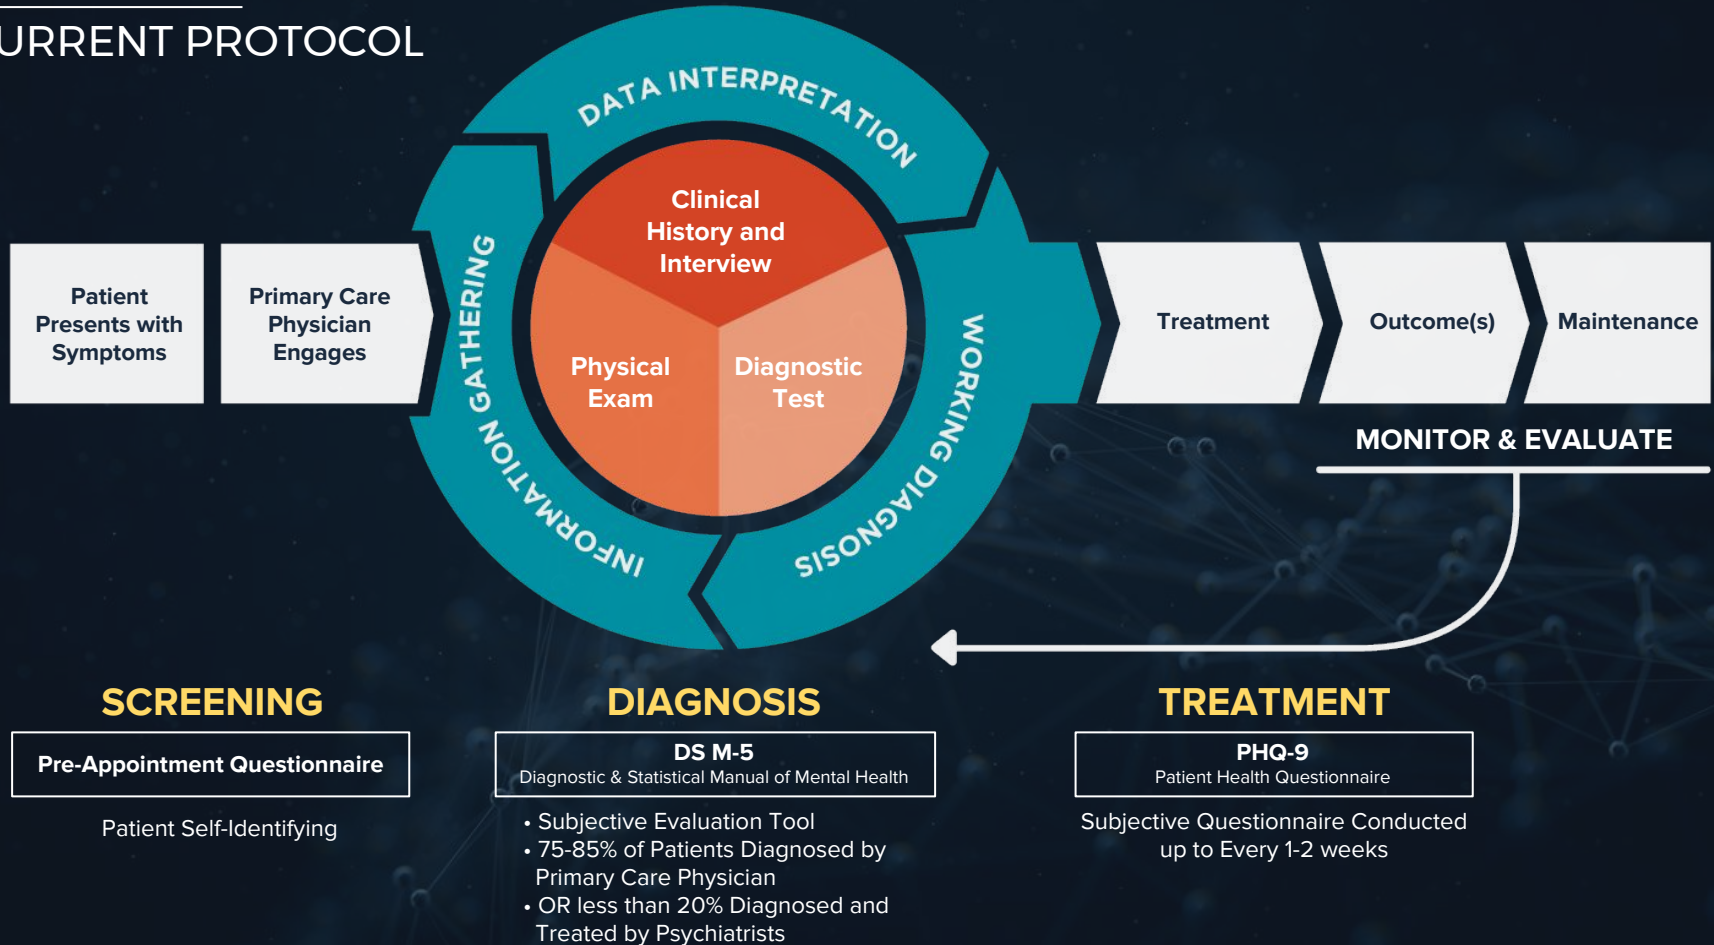 URRENT PROTOCOL
DATA INTERPRETATION
INFORMATION GATHERING
WORKING DIAGNOSIS
Clinical
History and
Interview
Physical
Exam
Diagnostic
Test
Patient
Presents with
Symptoms
Primary Care
Physician
Engages
Treatment
Outcome(s)
Maintenance
MONITOR & EVALUATE
SCREENING
Pre-Appointment Questionnaire
Patient Self-Identifying
DIAGNOSIS
DS M-5
Diagnostic & Statistical Manual of Mental Health
• Subjective Evaluation Tool
• 75-85% of Patients Diagnosed by
Primary Care Physician
• OR less than 20% Diagnosed and
Treated by Psychiatrists
TREATMENT
PHQ-9
Patient Health Questionnaire
Subjective Questionnaire Conducted
up to Every 1-2 weeks